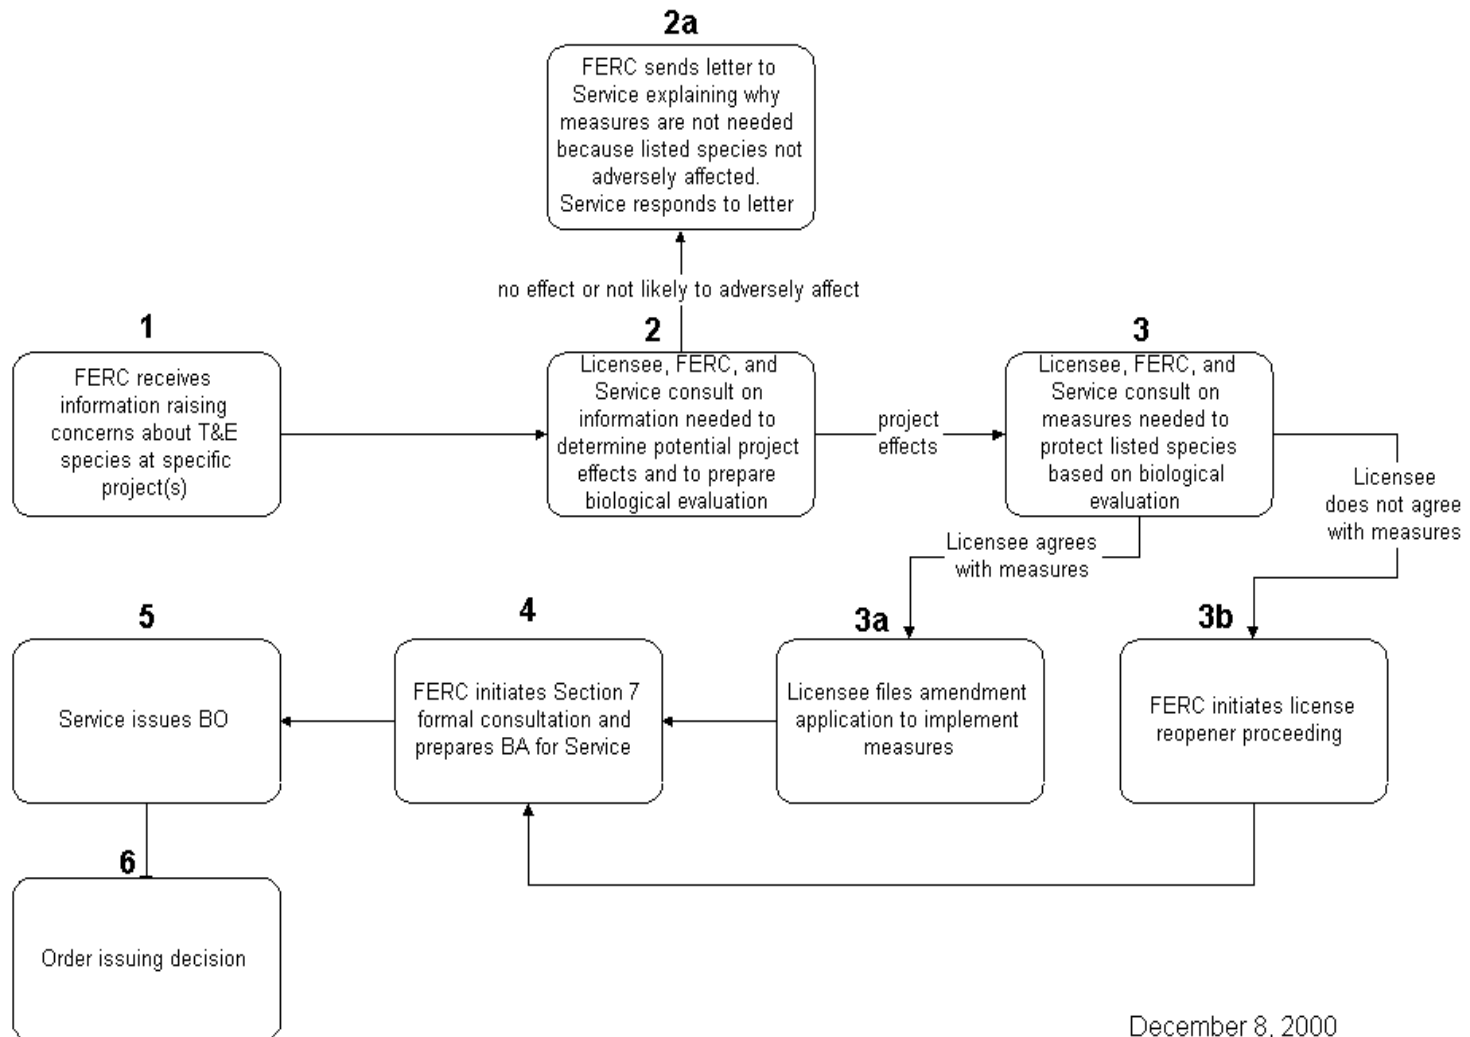 2a
FERC sends letter to
Service explaining why
measures are not needed
because listed species not
adversely affected.
Service responds to letter
no effect or not likely to adversely affect
1
FERC receives
information raising
concerns about T&E
species at specific
project(s)
2
Licensee, FERC, and
Service consult on
information needed to
determine potential project
effects and to prepare
biological evaluation
project
effects
3
Licensee, FERC, and
Service consult on
measures needed to
protect listed species
based on biological
evaluation
Licensee
does not agree
with measures
Licensee agrees
with measures
3a
Licensee files amendment
application to implement
measures
3b
FERC initiates license
reopener proceeding
4
FERC initiates Section 7
formal consultation and
prepares BA for Service
5
Service issues BO
6
Order issuing decision
December 8, 2000